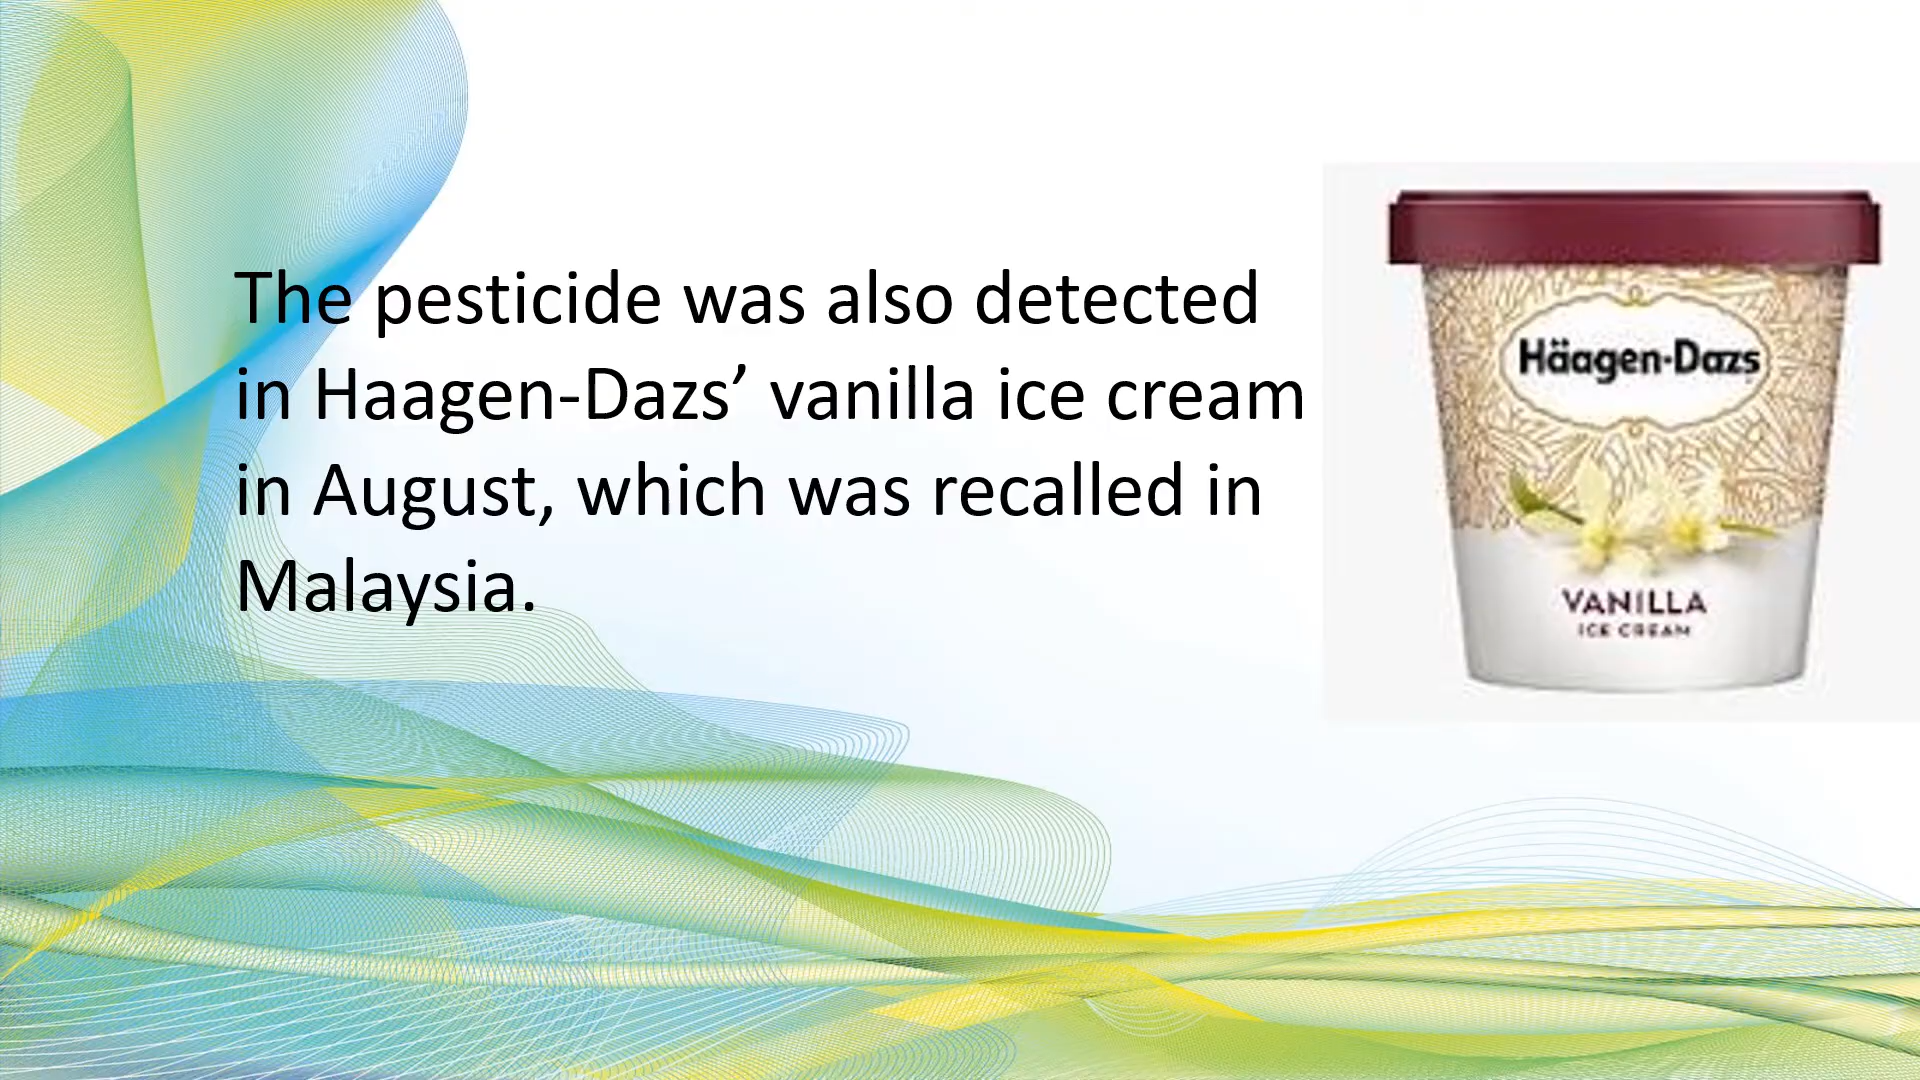 The pesticide was also detected
in Haagen-Dazs’ vanilla ice cream
in August, which was recalled in
Malaysia.
Häagen-Dazs
VANILLA
ICE CREAM